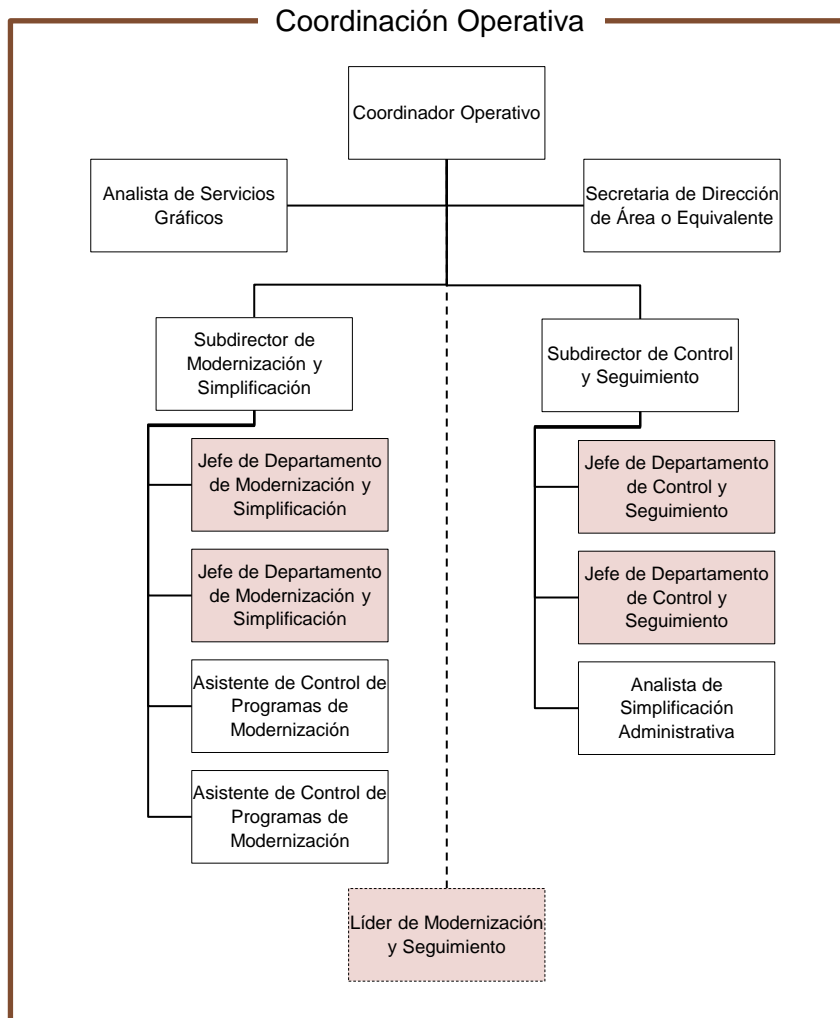 Coordinación Operativa
Coordinador Operativo
Analista de Servicios
Gráficos
Secretaria de Dirección
de Área o Equivalente
Subdirector de
Modernización y
Simplificación
Subdirector de Control
y Seguimiento
Jefe de Departamento
de Modernización y
Simplificación
Jefe de Departamento
de Control y
Seguimiento
Jefe de Departamento
de Modernización y
Simplificación
Jefe de Departamento
de Control y
Seguimiento
Asistente de Control de
Programas de
Modernización
Analista de
Simplificación
Administrativa
Asistente de Control de
Programas de
Modernización
Líder de Modernización
y Seguimiento